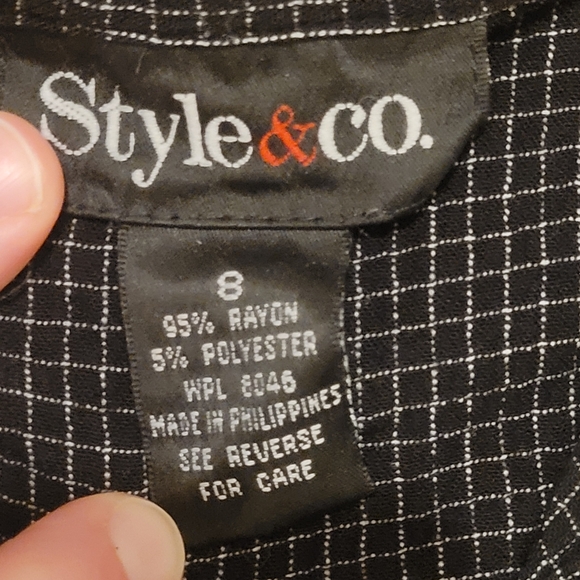 Style&co.
8
95% RAYON
5% POLYESTER
WPL 8046
MADE IN PHILIPPINES
SEE REVERSE
FOR CARE